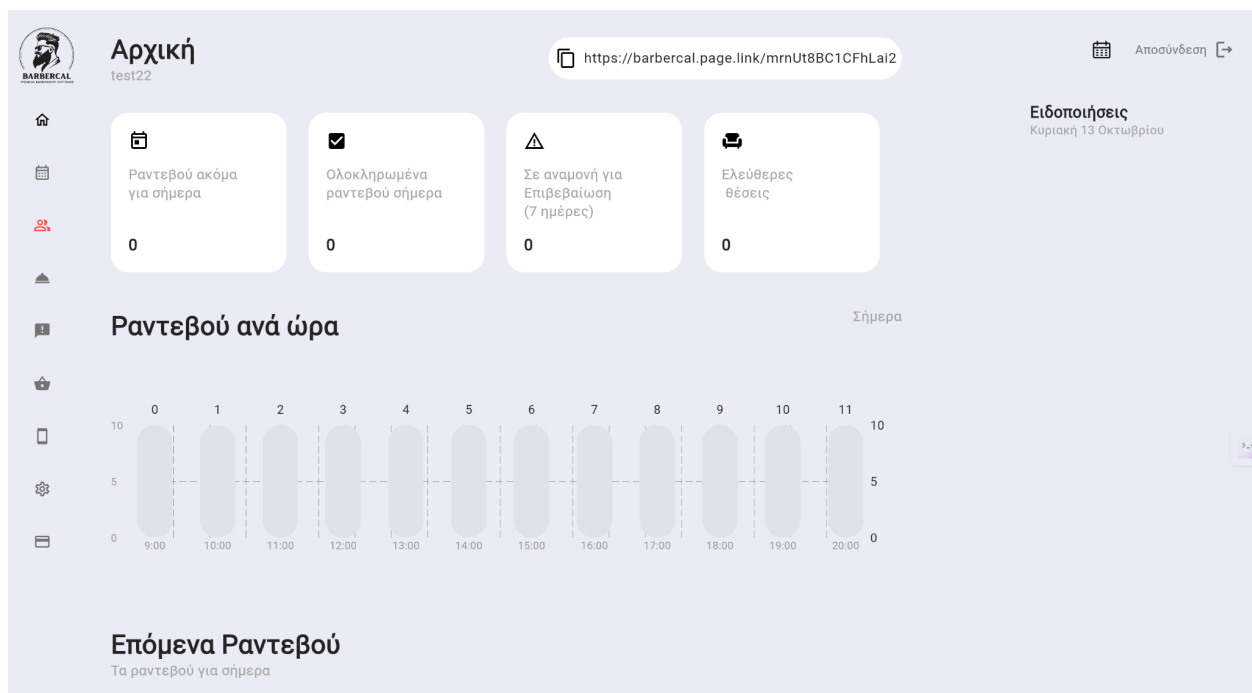 BARBERCAL
Αρχική
test22
https://barbercal.page.link/mrnUt8BC1CFhLai2
Αποσύνδεση
Ραντεβού ακόμα
για σήμερα
0
Ολοκληρωμένα
ραντεβού σήμερα
0
Σε αναμονή για
Επιβεβαίωση
(7 ημέρες)
0
Ελεύθερες
θέσεις
0
Ειδοποιήσεις
Κυριακή 13 Οκτωβρίου
Ραντεβού ανά ώρα
Σήμερα
0 1 2 3 4 5 6 7 8 9 10 11
10 10
5 5
0 0
9:00 10:00 11:00 12:00 13:00 14:00 15:00 16:00 17:00 18:00 19:00 20:00
Επόμενα Ραντεβού
Τα ραντεβού για σήμερα